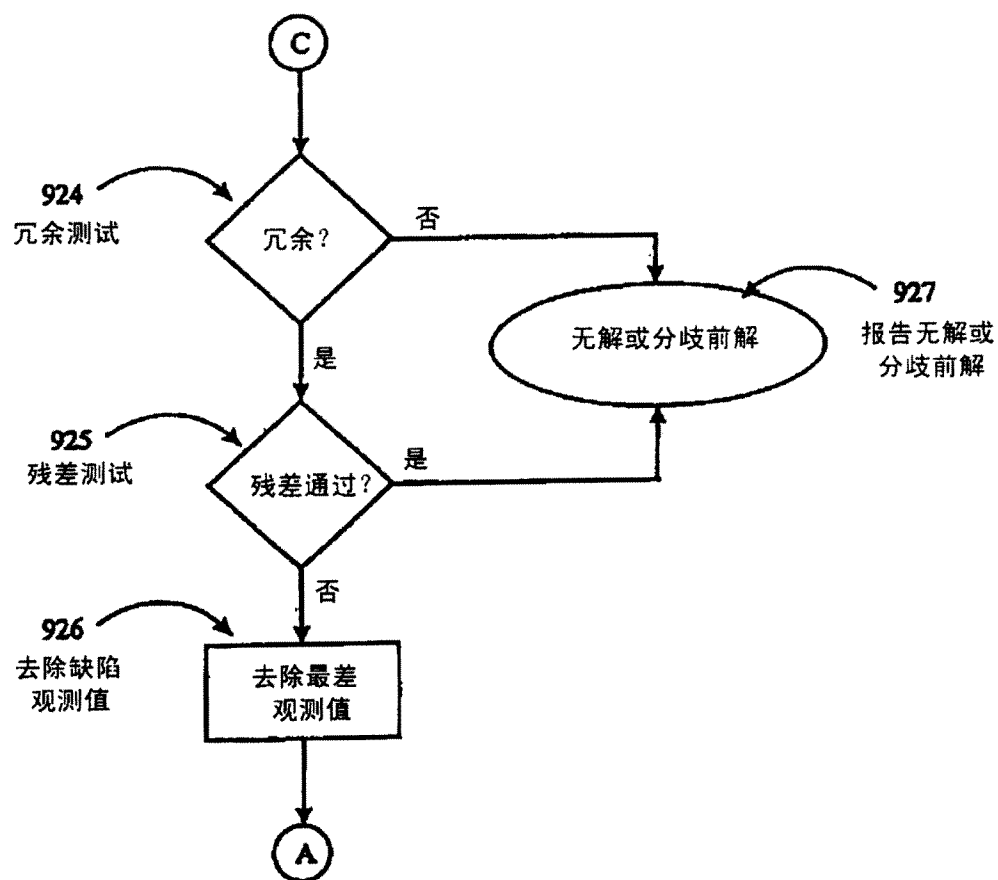 C
924
冗余测试
冗余?
否
927
报告无解或
分歧前解
无解或分歧前解
是
925
残差测试
残差通过?
是
否
926
去除缺陷
观测值
去除最差
观测值
A